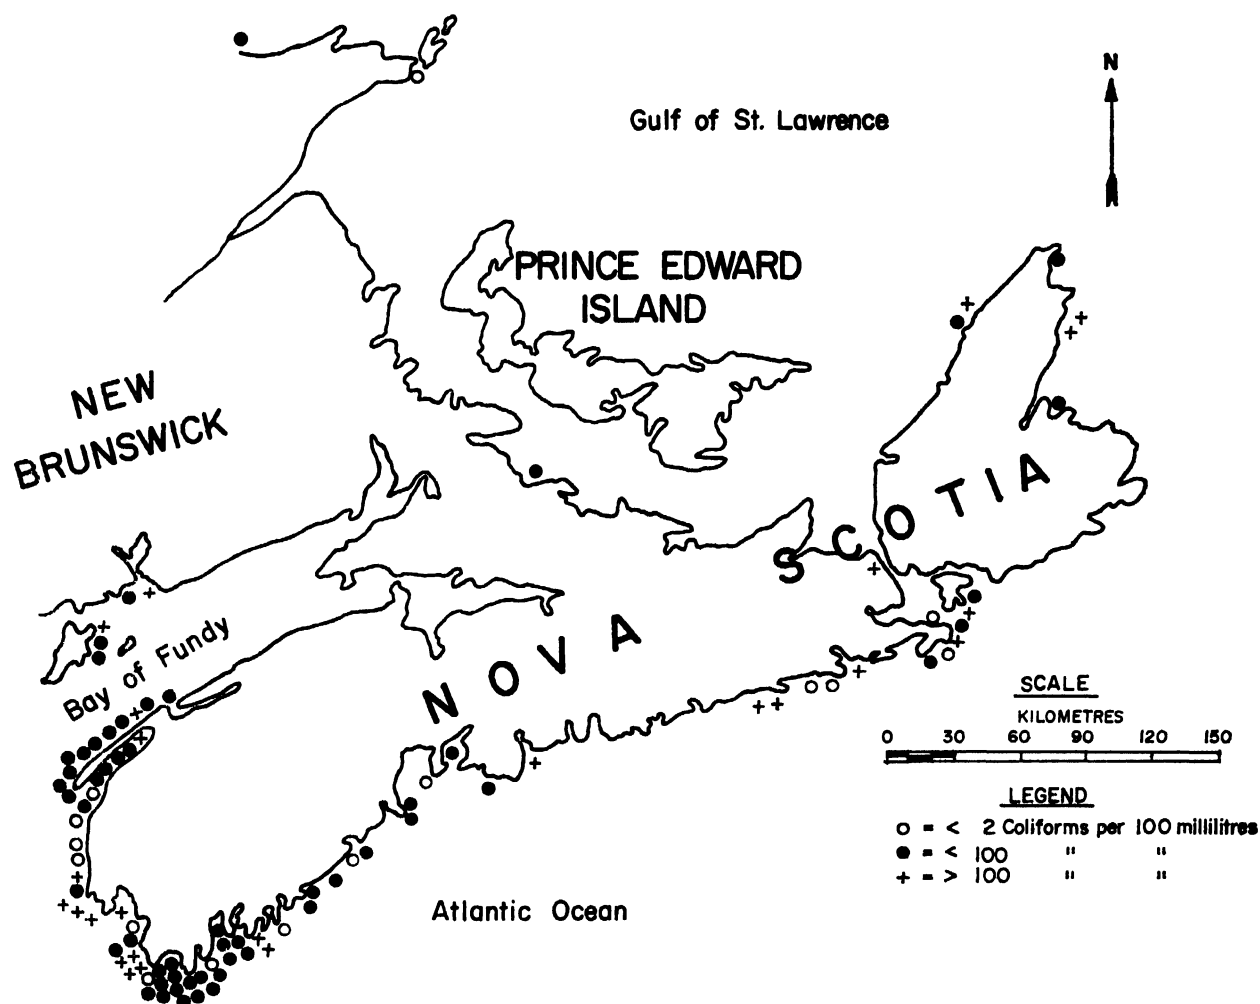 N
Gulf of St. Lawrence
PRINCE EDWARD
ISLAND
NEW
BRUNSWICK
NOVA SCOTIA
Bay of Fundy
Atlantic Ocean
SCALE
KILOMETRES
0 30 60 90 120 150
LEGEND
○ = < 2 Coliforms per 100 millilitres
● = < 100 " "
+ = > 100 " "